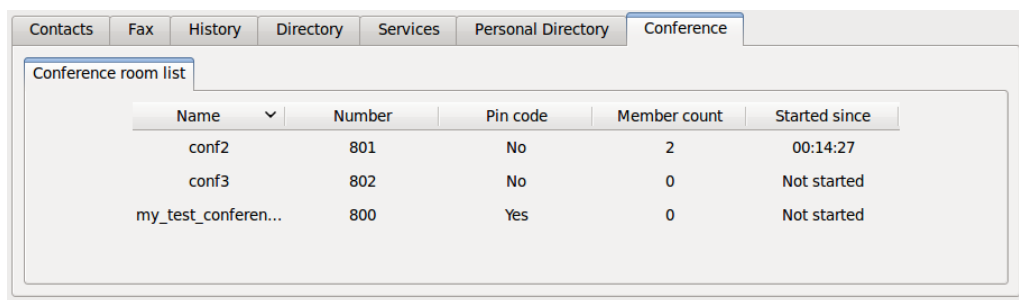 Contacts Fax History Directory Services Personal Directory Conference
Conference room list
Name Number Pin code Member count Started since
conf2 801 No 2 00:14:27
conf3 802 No 0 Not started
my_test_conferen... 800 Yes 0 Not started